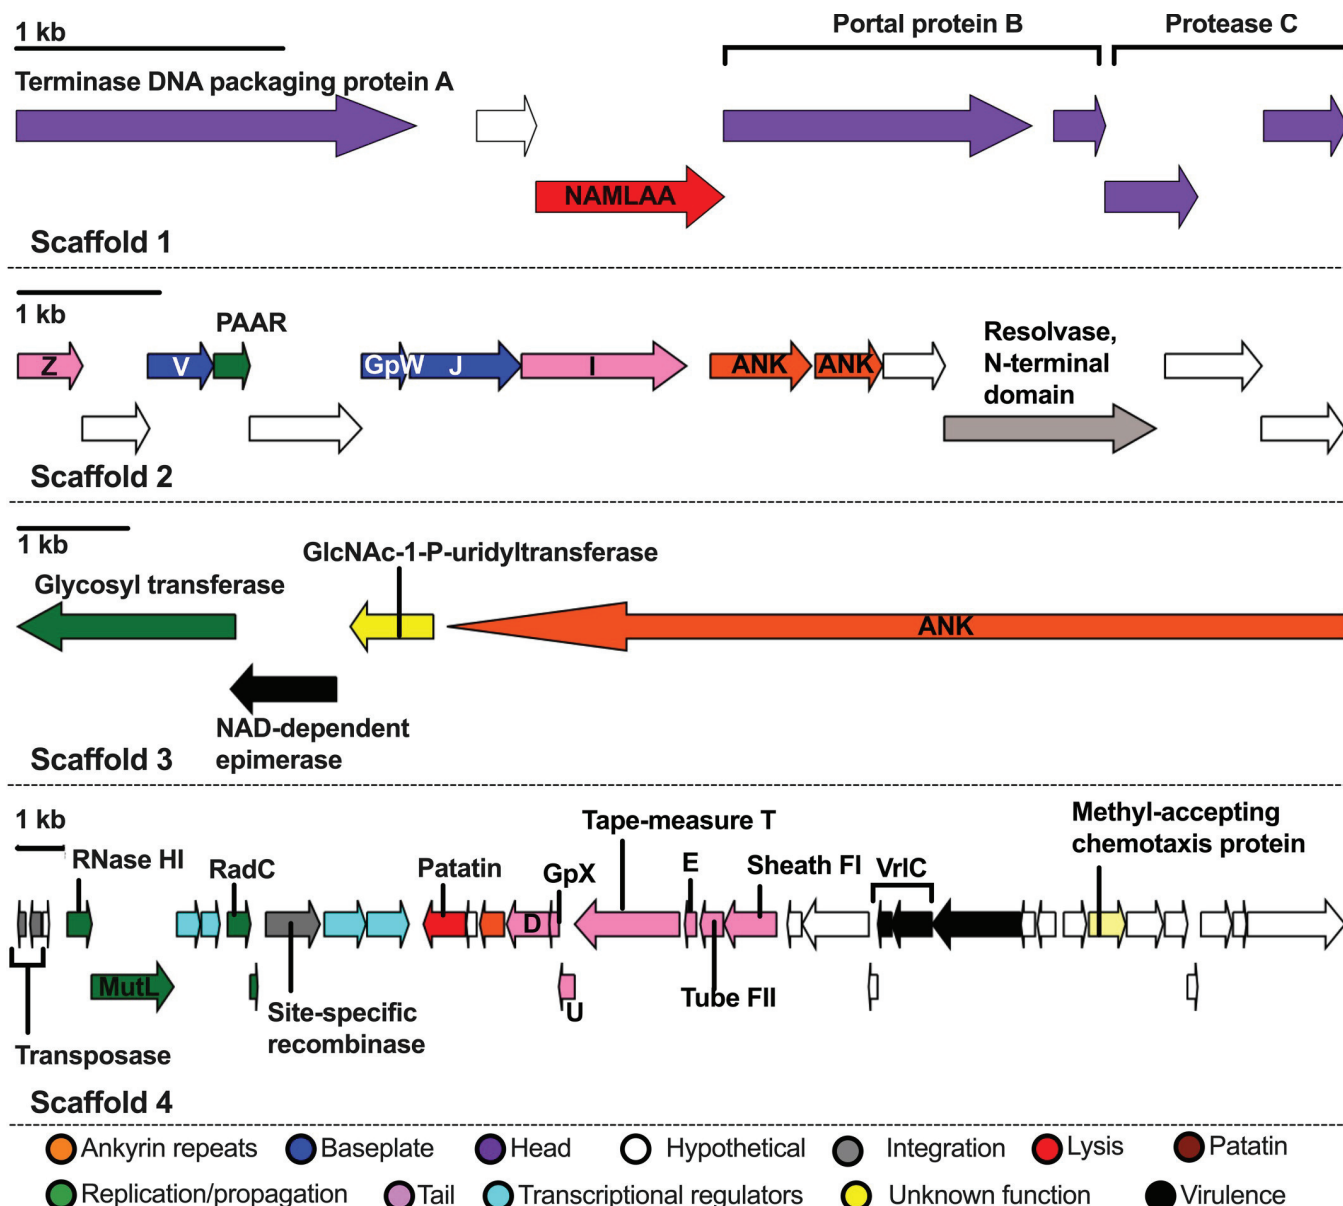 1 kb
Portal protein B
Protease C
Terminase DNA packaging protein A
NAMLAA
Scaffold 1
1 kb
PAAR
Z
V
GpW
J
I
ANK
ANK
Resolvase,
N-terminal
domain
Scaffold 2
1 kb
GlcNAc-1-P-uridyltransferase
Glycosyl transferase
ANK
NAD-dependent
epimerase
Scaffold 3
1 kb
RNase HI
RadC
Patatin
GpX
Tape-measure T
E
Sheath FI
VrlC
Methyl-accepting
chemotaxis protein
D
MutL
U
Tube FII
Site-specific
recombinase
Transposase
Scaffold 4
Ankyrin repeats
Baseplate
Head
Hypothetical
Integration
Lysis
Patatin
Replication/propagation
Tail
Transcriptional regulators
Unknown function
Virulence